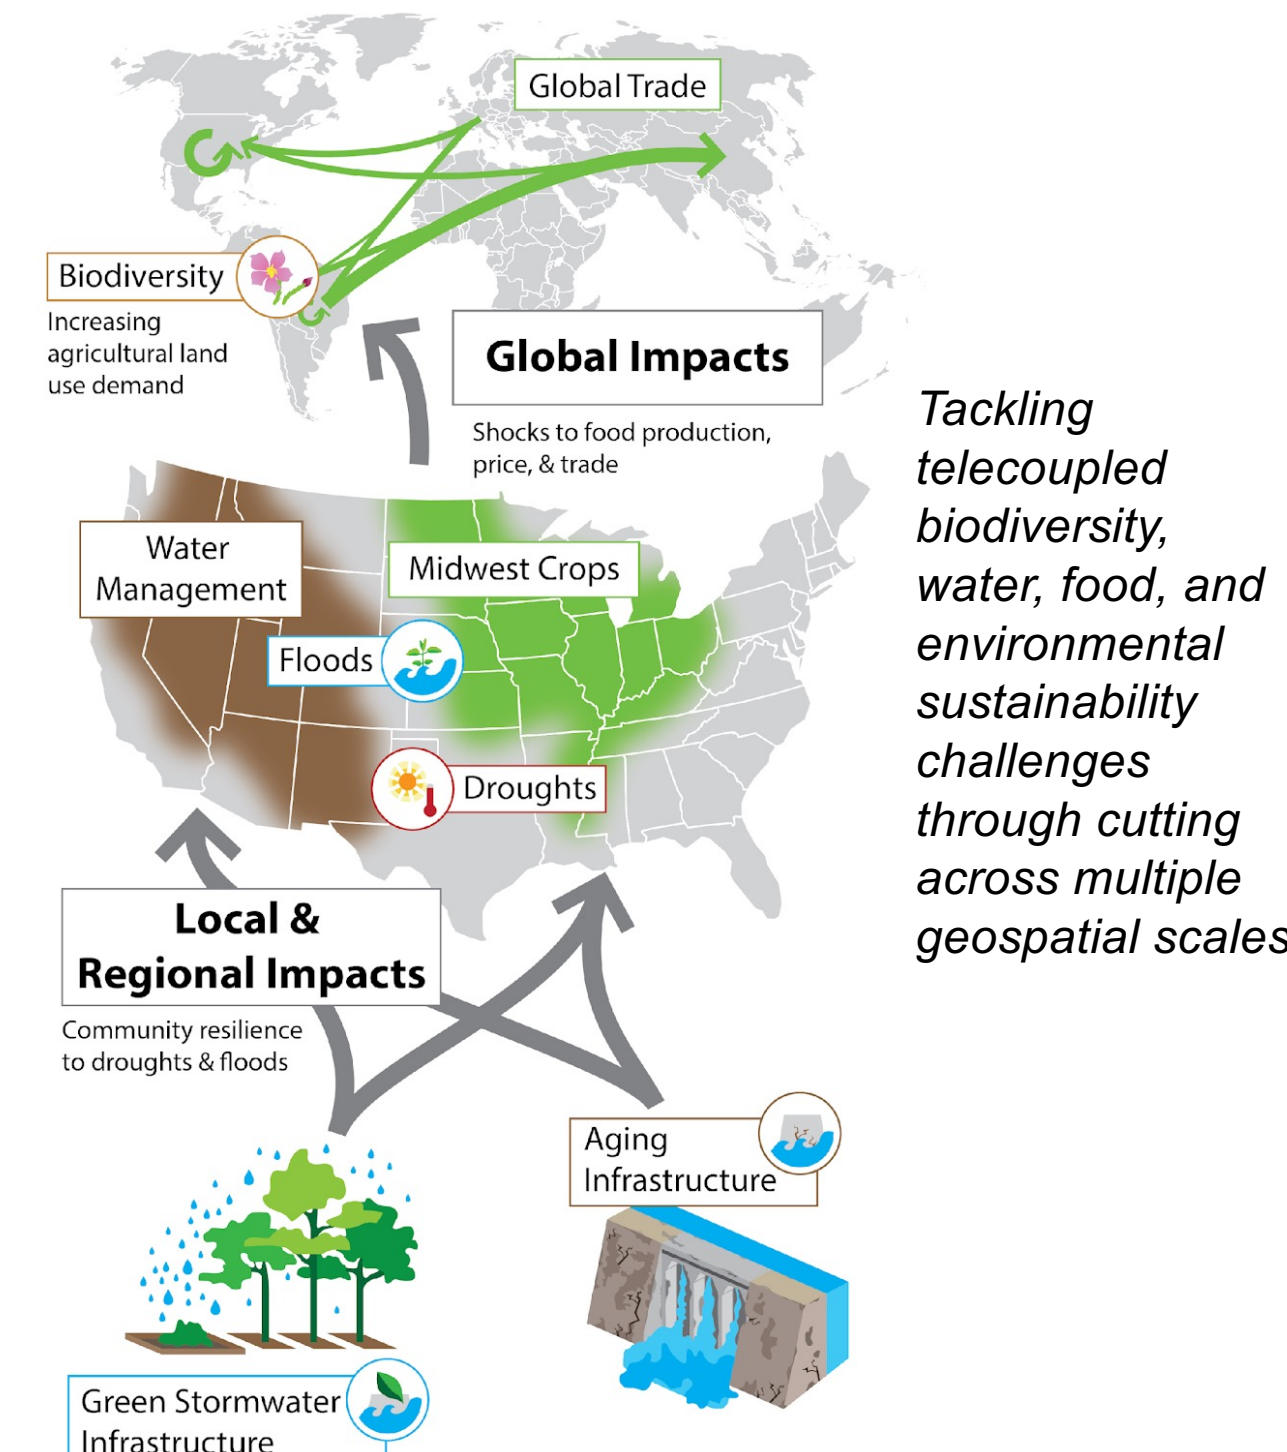 Global Trade
Biodiversity
Increasing
agricultural land
use demand
Global Impacts
Shocks to food production,
price, & trade
Tackling
telecoupled
biodiversity,
water, food, and
environmental
sustainability
challenges
through cutting
across multiple
geospatial scales
Water
Management
Midwest Crops
Floods
Droughts
Local &
Regional Impacts
Community resilience
to droughts & floods
Aging
Infrastructure
Green Stormwater
Infrastructure